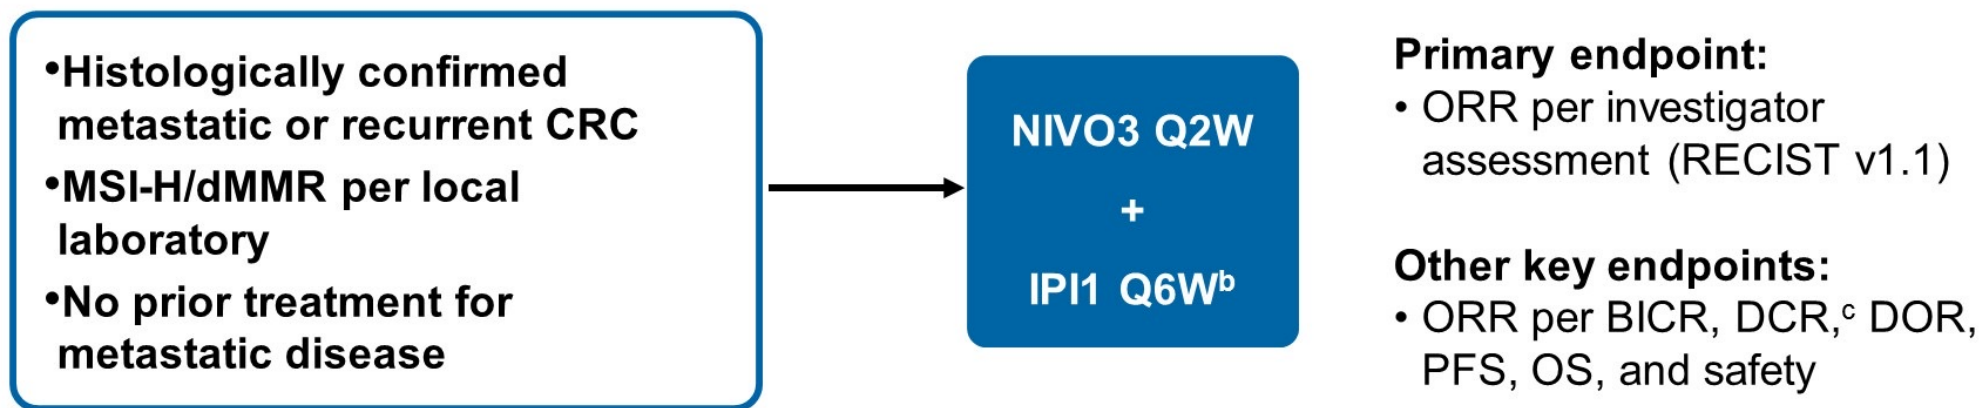 •Histologically confirmed
metastatic or recurrent CRC
•MSI-H/dMMR per local
laboratory
•No prior treatment for
metastatic disease
NIVO3 Q2W
+
IPI1 Q6Wᵇ
Primary endpoint:
• ORR per investigator
assessment (RECIST v1.1)
Other key endpoints:
• ORR per BICR, DCR,ᶜ DOR,
PFS, OS, and safety